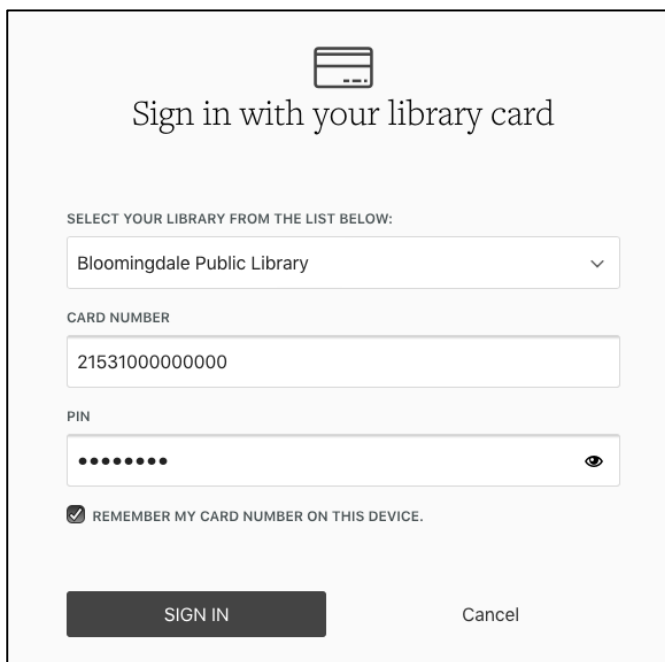 Sign in with your library card
SELECT YOUR LIBRARY FROM THE LIST BELOW:
Bloomingdale Public Library
CARD NUMBER
21531000000000
PIN
••••••••
REMEMBER MY CARD NUMBER ON THIS DEVICE.
SIGN IN Cancel